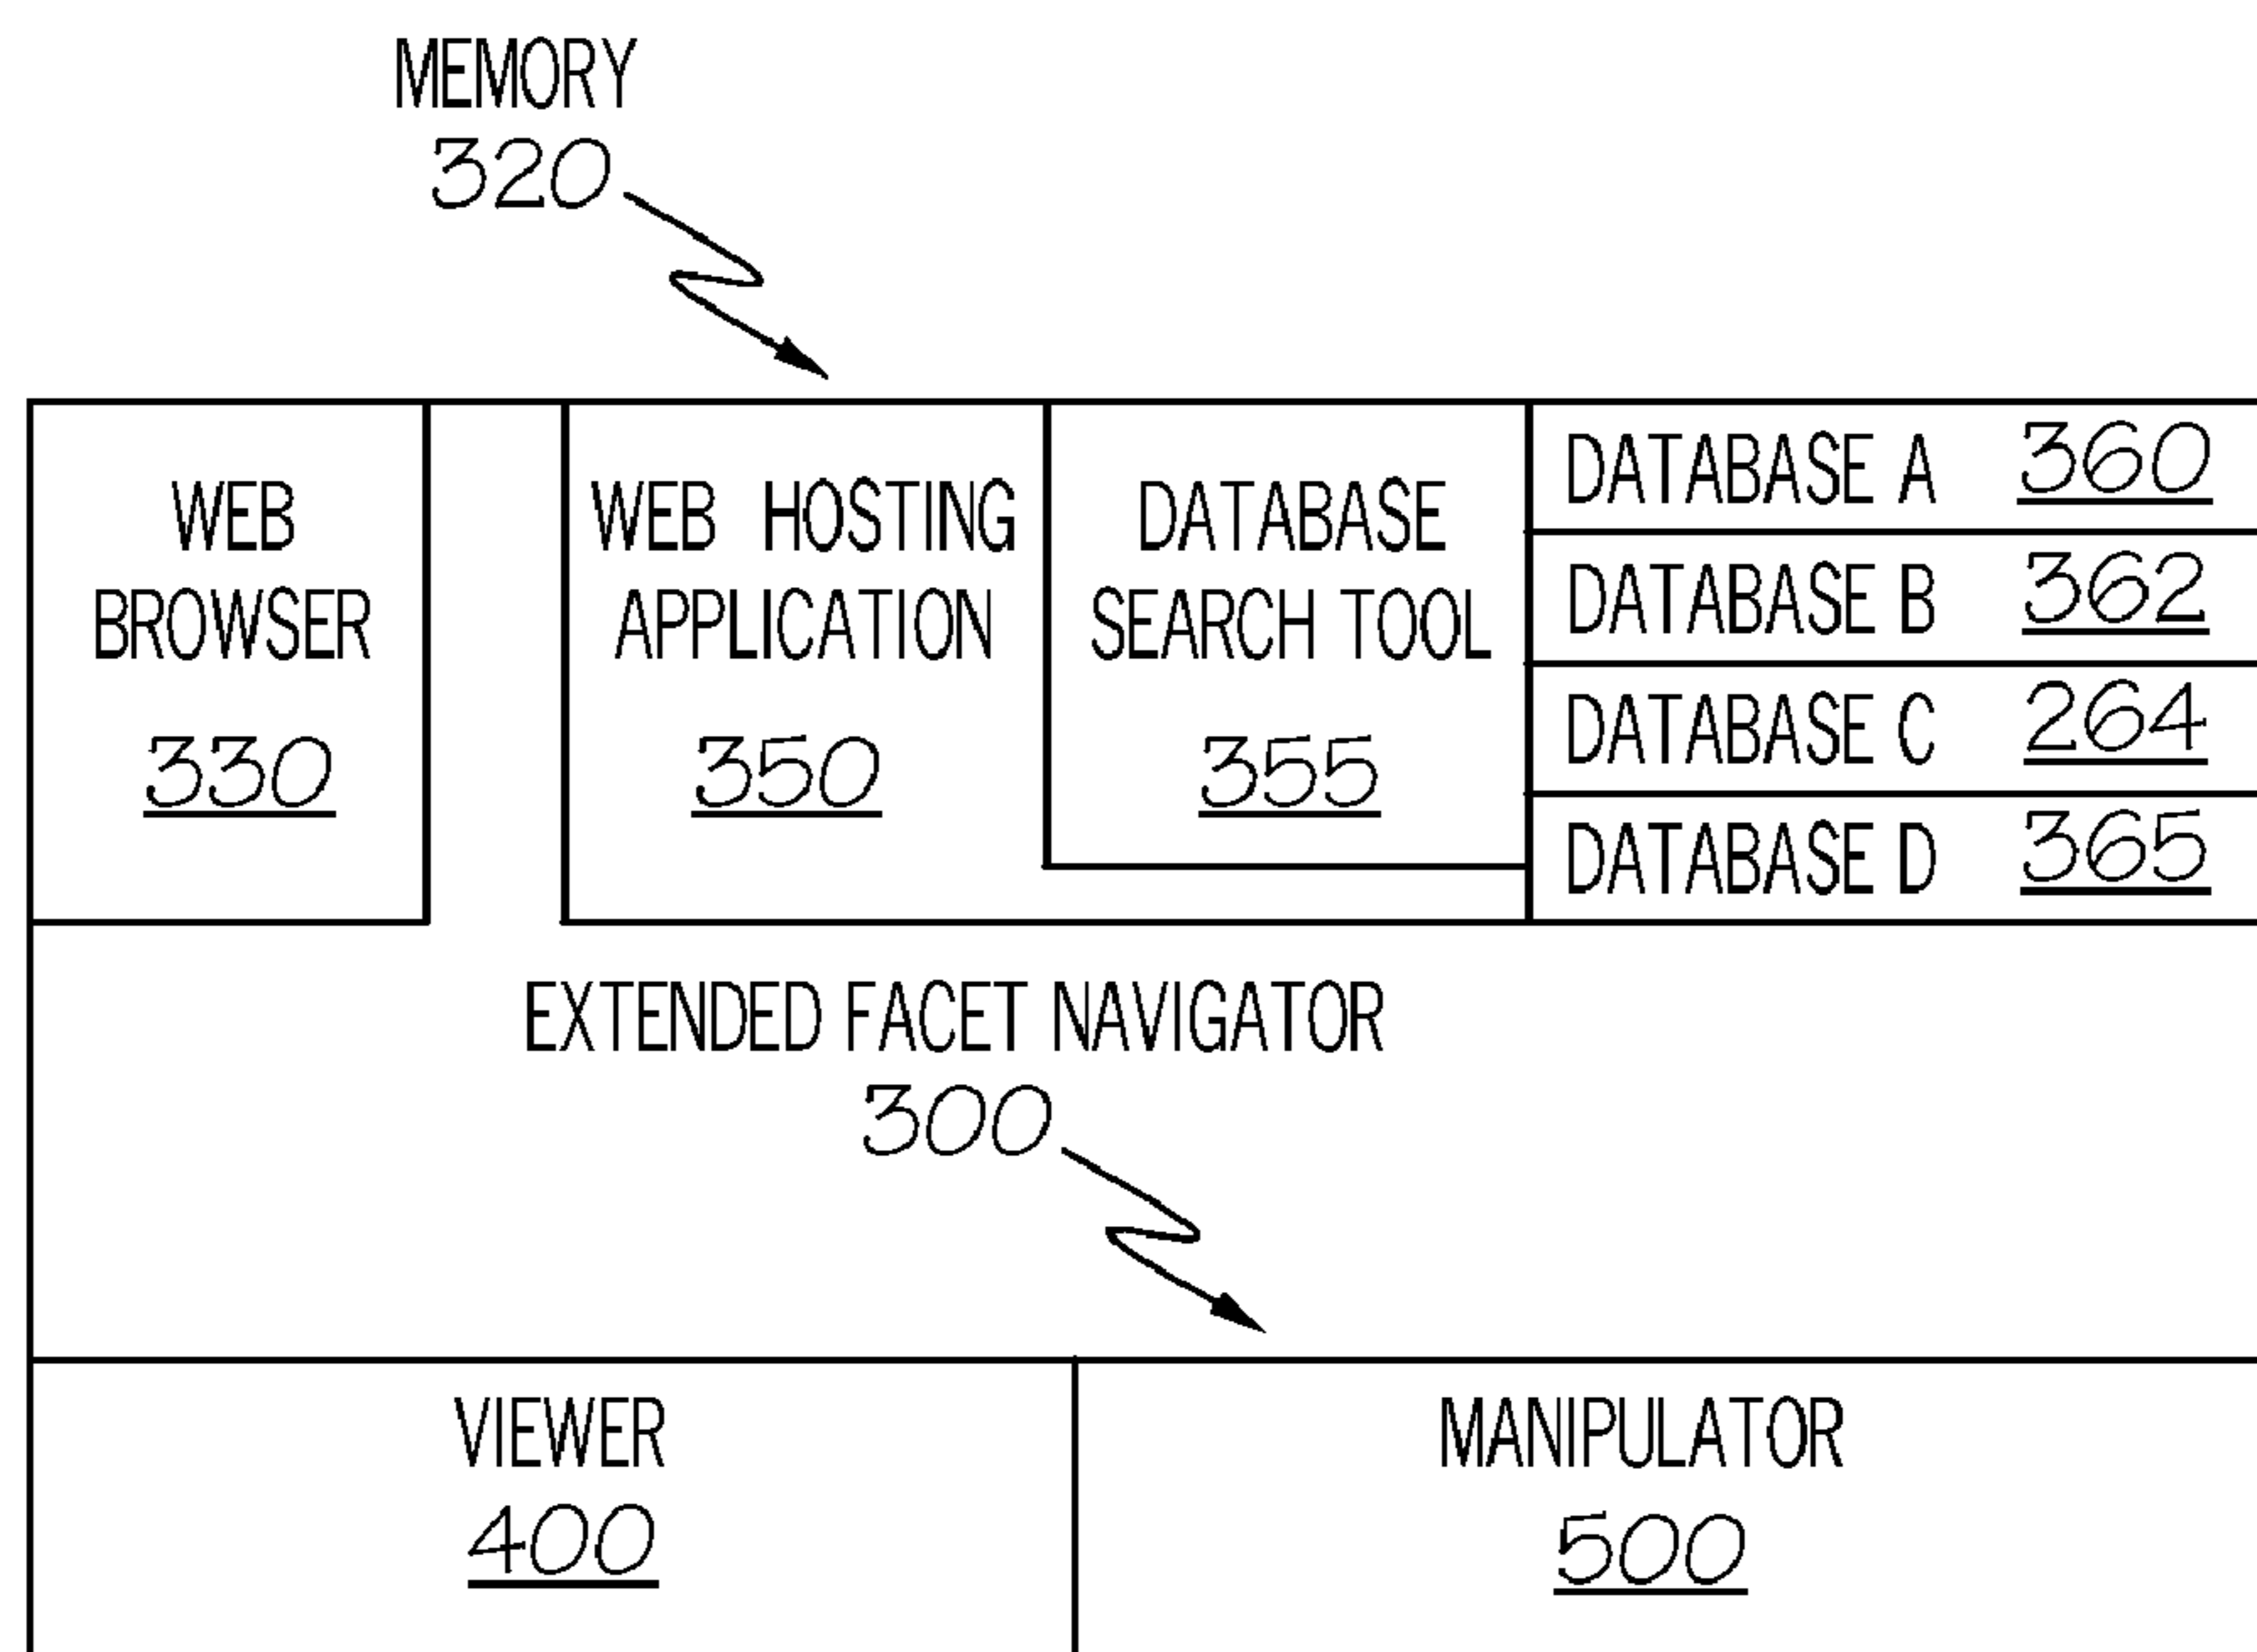 MEMORY
320
WEB
BROWSER
330
WEB HOSTING
APPLICATION
350
DATABASE
SEARCH TOOL
355
DATABASE A 360
DATABASE B 362
DATABASE C 264
DATABASE D 365
EXTENDED FACET NAVIGATOR
300
VIEWER
400
MANIPULATOR
500